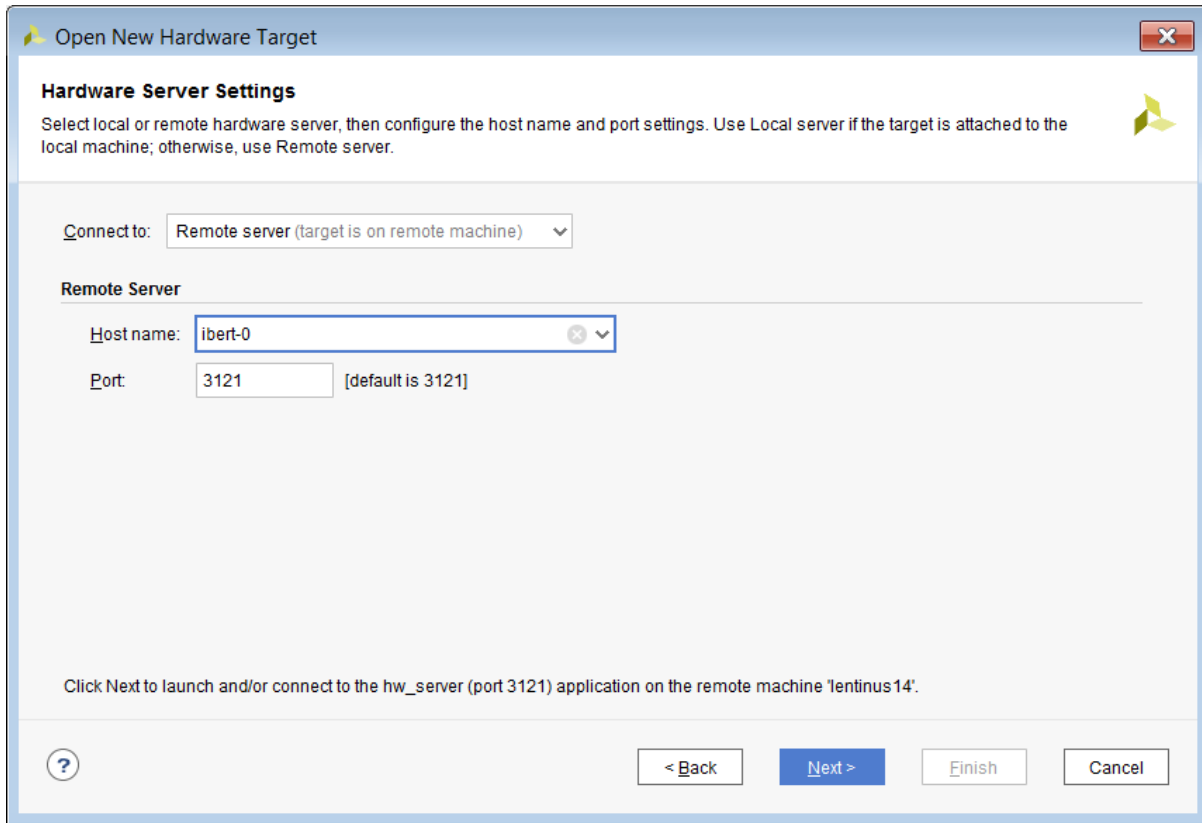 Open New Hardware Target
Hardware Server Settings
Select local or remote hardware server, then configure the host name and port settings. Use Local server if the target is attached to the
local machine; otherwise, use Remote server.
Connect to: Remote server (target is on remote machine)
Remote Server
Host name: ibert-0
Port: 3121 [default is 3121]
Click Next to launch and/or connect to the hw_server (port 3121) application on the remote machine 'lentinus14'.
? < Back Next > Finish Cancel